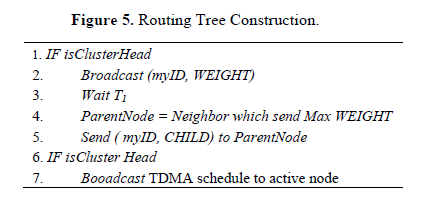 Figure 5. Routing Tree Construction.
1. IF isClusterHead
2. Broadcast (myID, WEIGHT)
3. Wait T1
4. ParentNode = Neighbor which send Max WEIGHT
5. Send ( myID, CHILD) to ParentNode
6. IF isCluster Head
7. Booadcast TDMA schedule to active node